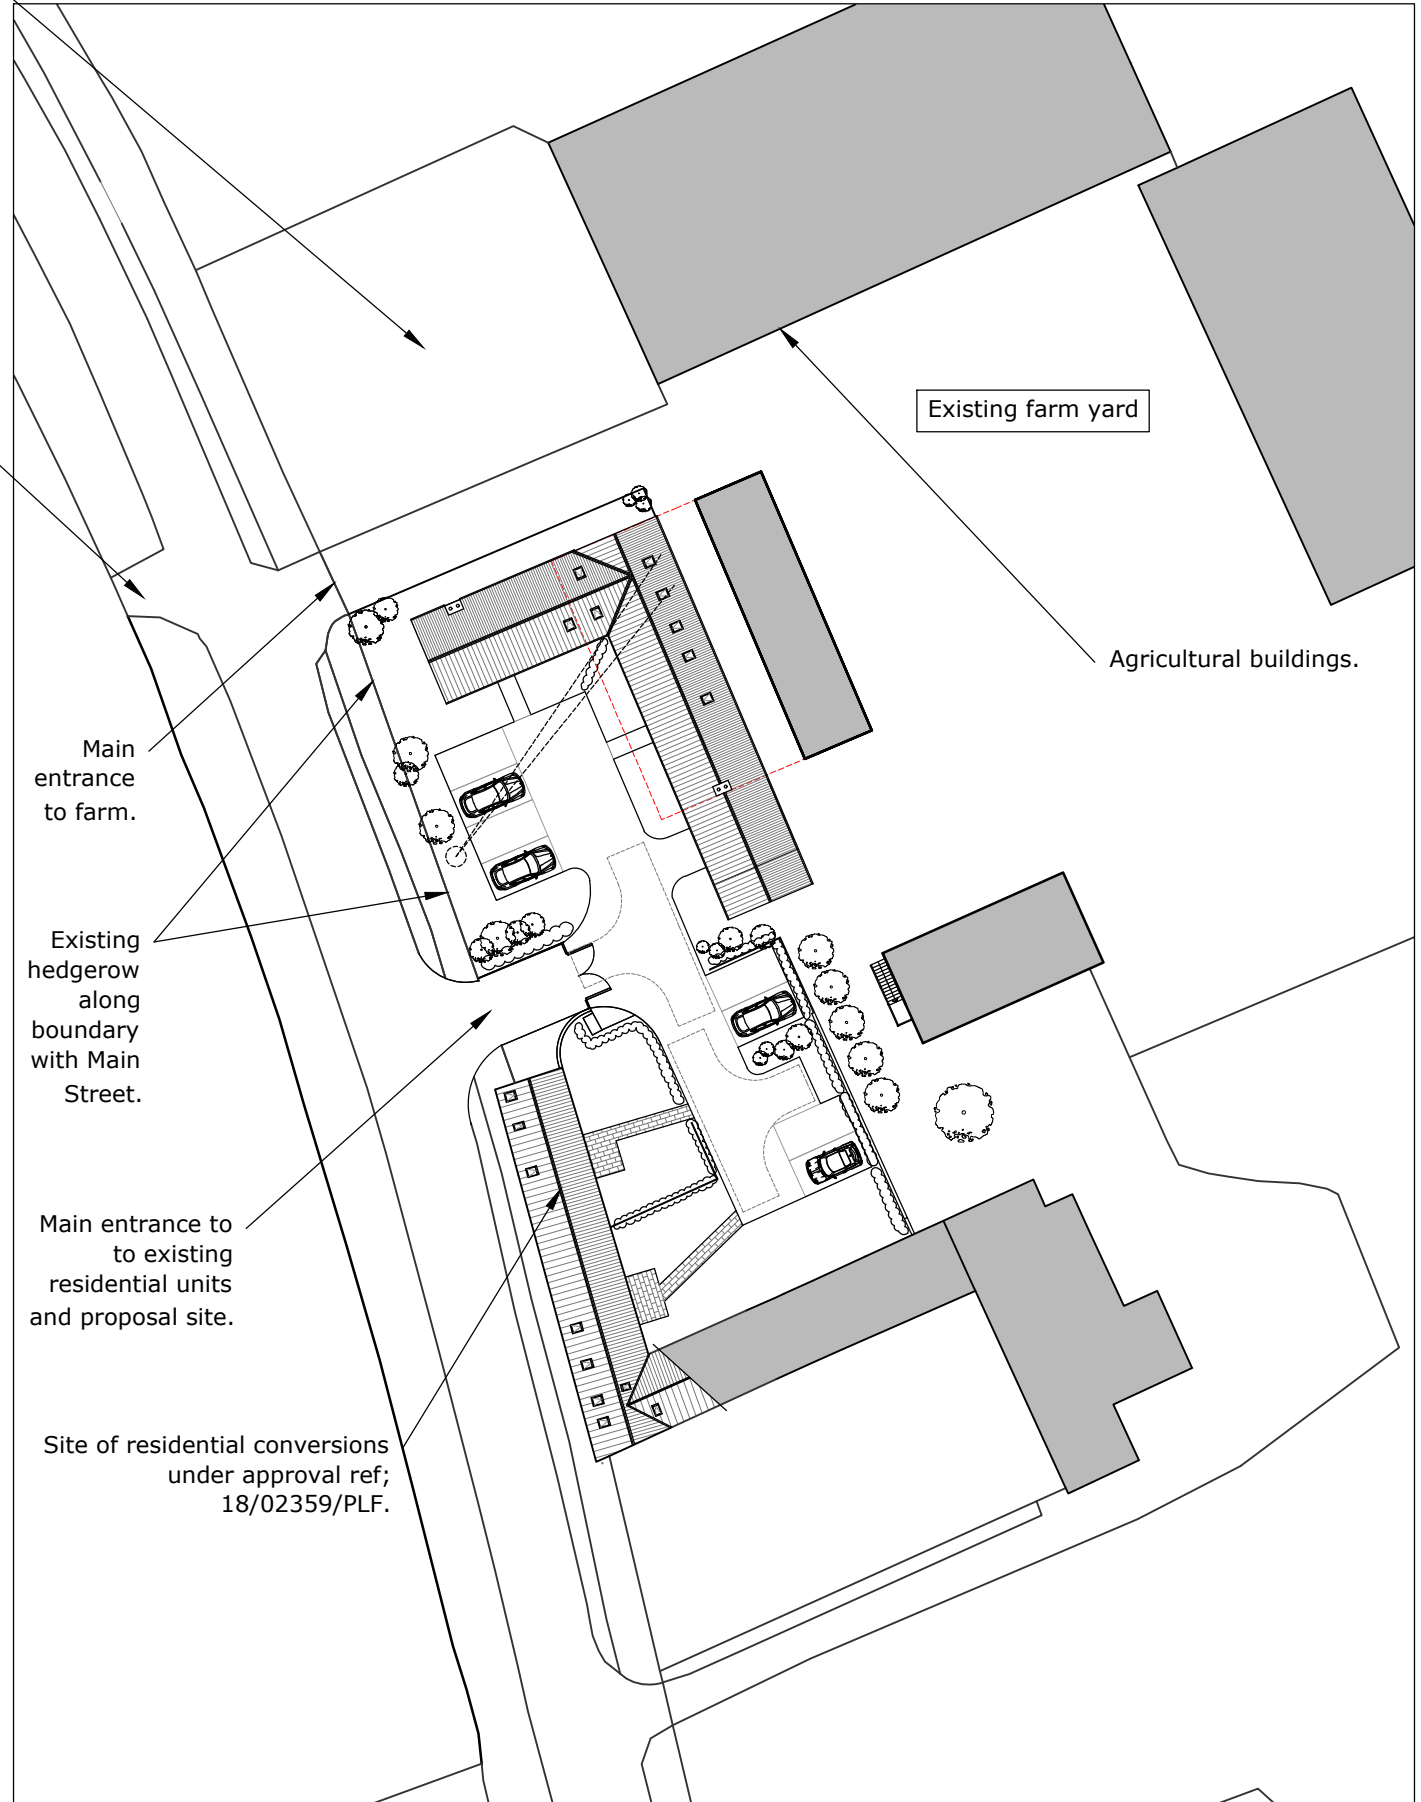 Existing farm yard
Agricultural buildings.
Main
entrance
to farm.
Existing
hedgerow
along
boundary
with Main
Street.
Main entrance to
to existing
residential units
and proposal site.
Site of residential conversions
under approval ref;
18/02359/PLF.